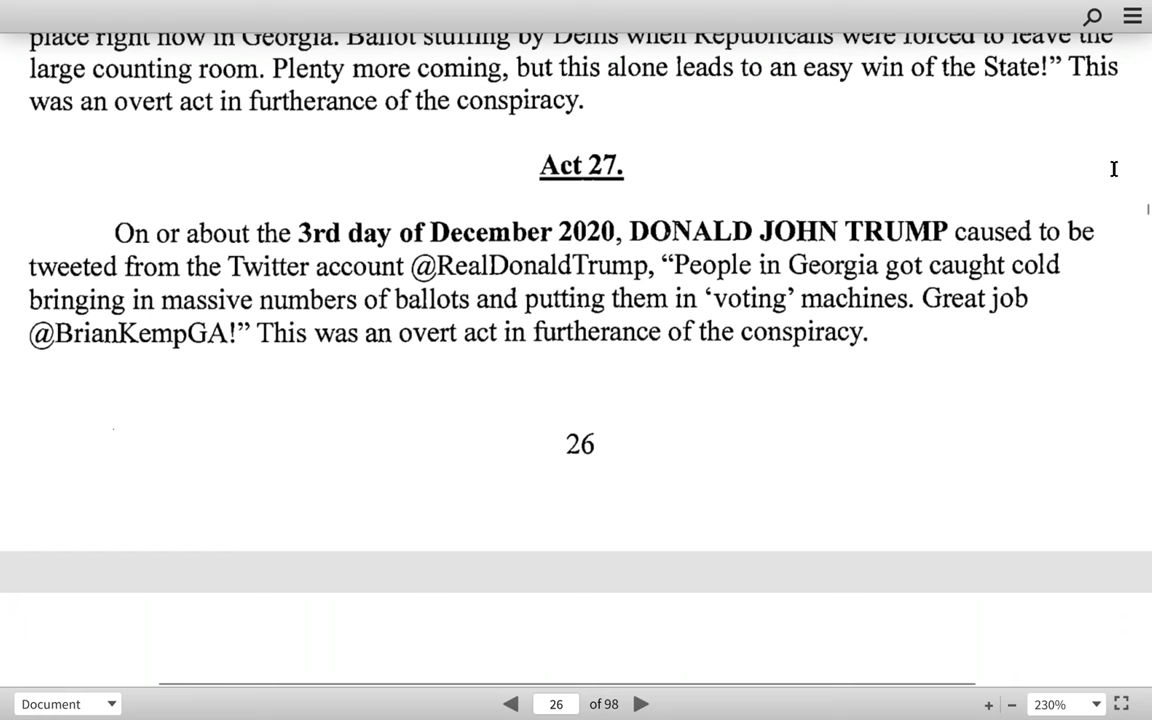 place right now in Georgia. Ballot stuffing by Dems when Republicans were forced to leave the
large counting room. Plenty more coming, but this alone leads to an easy win of the State!” This
was an overt act in furtherance of the conspiracy.
Act 27.
On or about the 3rd day of December 2020, DONALD JOHN TRUMP caused to be
tweeted from the Twitter account @RealDonaldTrump, “People in Georgia got caught cold
bringing in massive numbers of ballots and putting them in ‘voting’ machines. Great job
@BrianKempGA!” This was an overt act in furtherance of the conspiracy.
26
Document 26 of 98 + − 230%